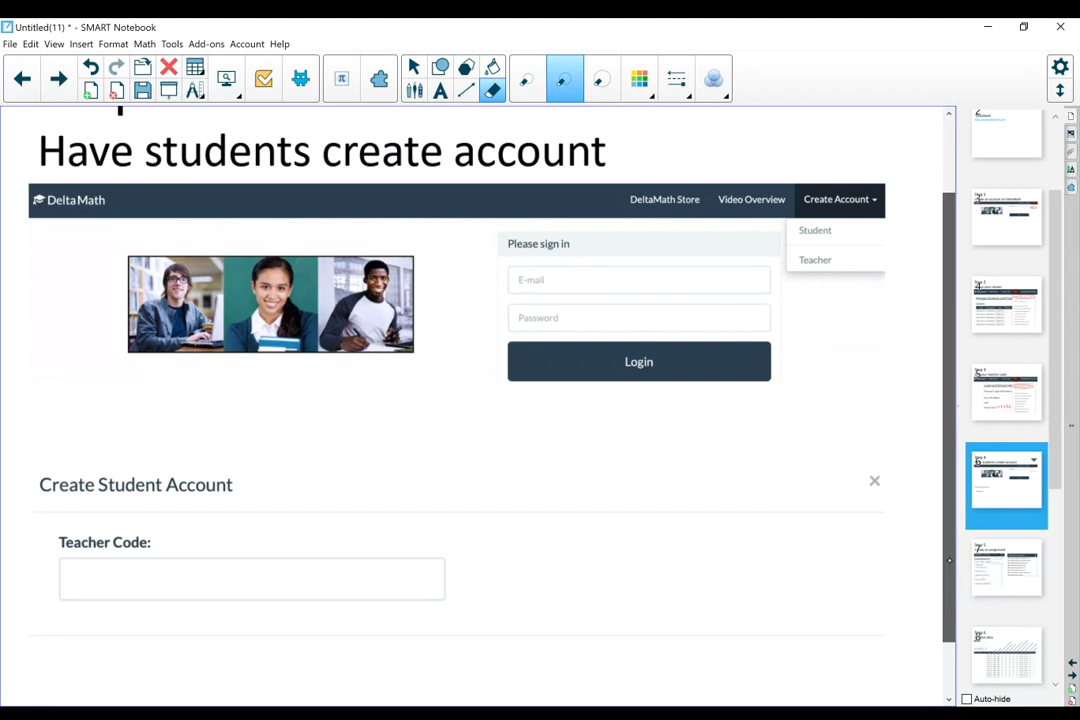 Untitled(11) * - SMART Notebook
File Edit View Insert Format Math Tools Add-ons Account Help
Have students create account
DeltaMath
DeltaMath Store Video Overview Create Account
Student
Teacher
Please sign in
E-mail
Password
Login
Create Student Account ×
Teacher Code:
Auto-hide